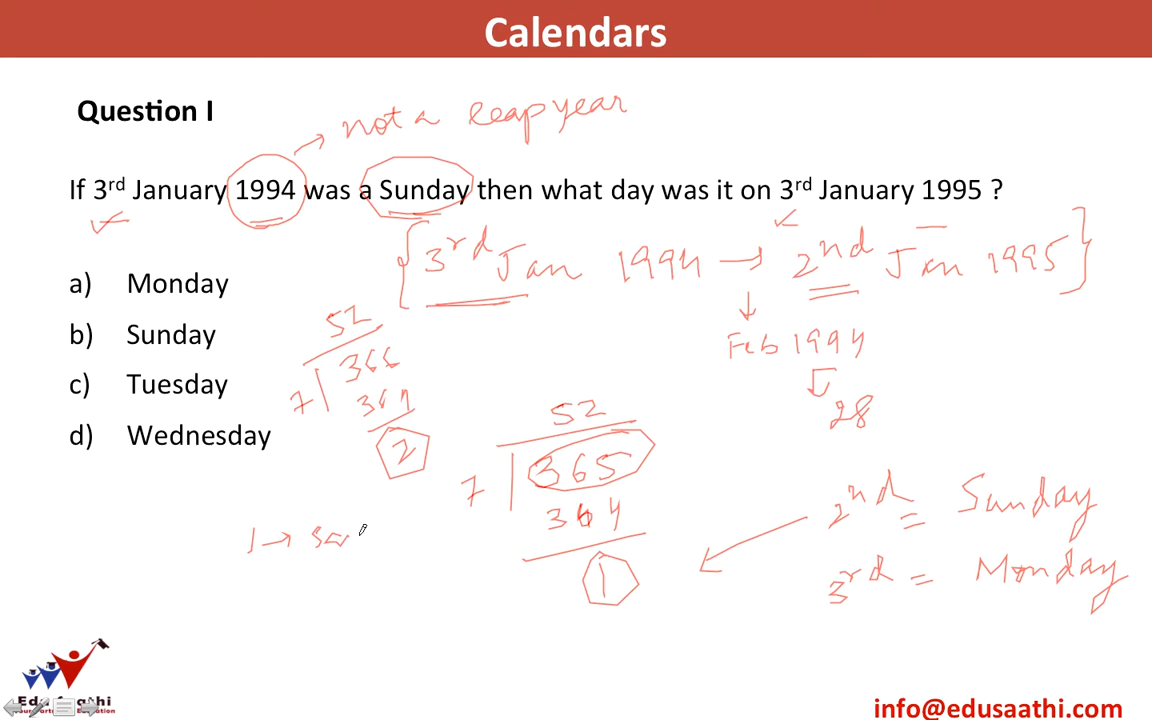 Calendars
Question I
not a leap year
If 3rd January 1994 was a Sunday then what day was it on 3rd January 1995 ?
3rd Jan 1994 → 2nd Jan 1995
a) Monday
b) Sunday
c) Tuesday
d) Wednesday
Feb 1994
28
52
7 366
364
2
52
7 365
364
1
2nd = Sunday
3rd = Monday
1 →
info@edusaathi.com